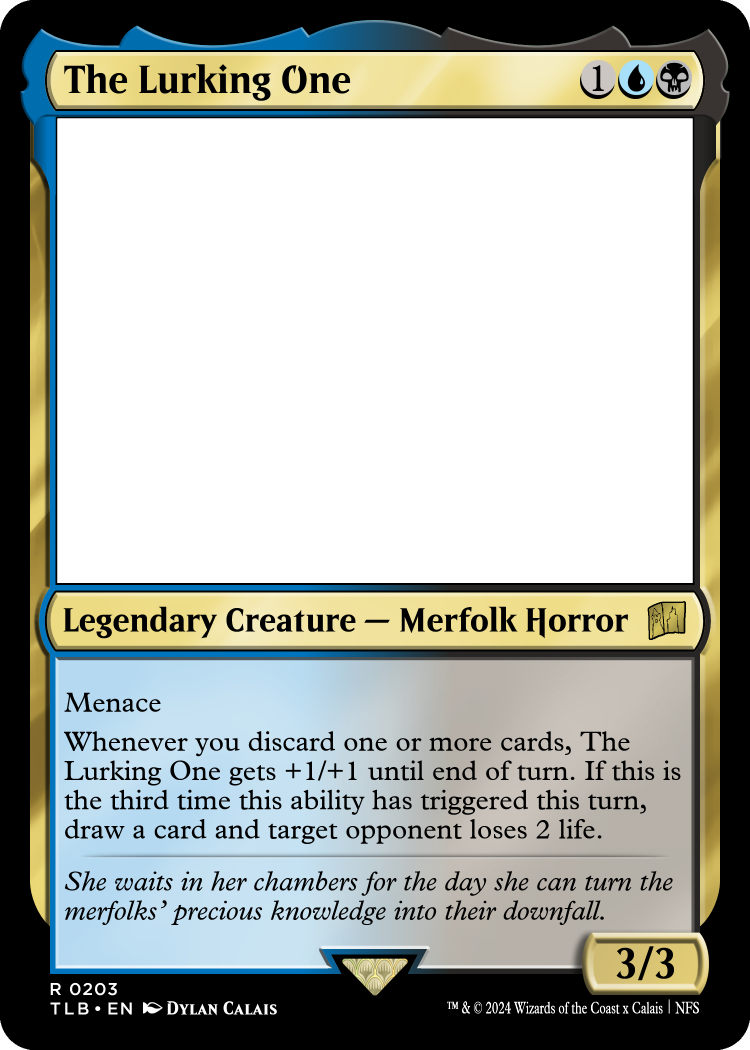 The Lurking One 1
Legendary Creature — Merfolk Horror
Menace
Whenever you discard one or more cards, The
Lurking One gets +1/+1 until end of turn. If this is
the third time this ability has triggered this turn,
draw a card and target opponent loses 2 life.
She waits in her chambers for the day she can turn the
merfolks’ precious knowledge into their downfall.
3/3
R 0203
TLB • EN Dylan Calais
™ & © 2024 Wizards of the Coast x Calais | NFS